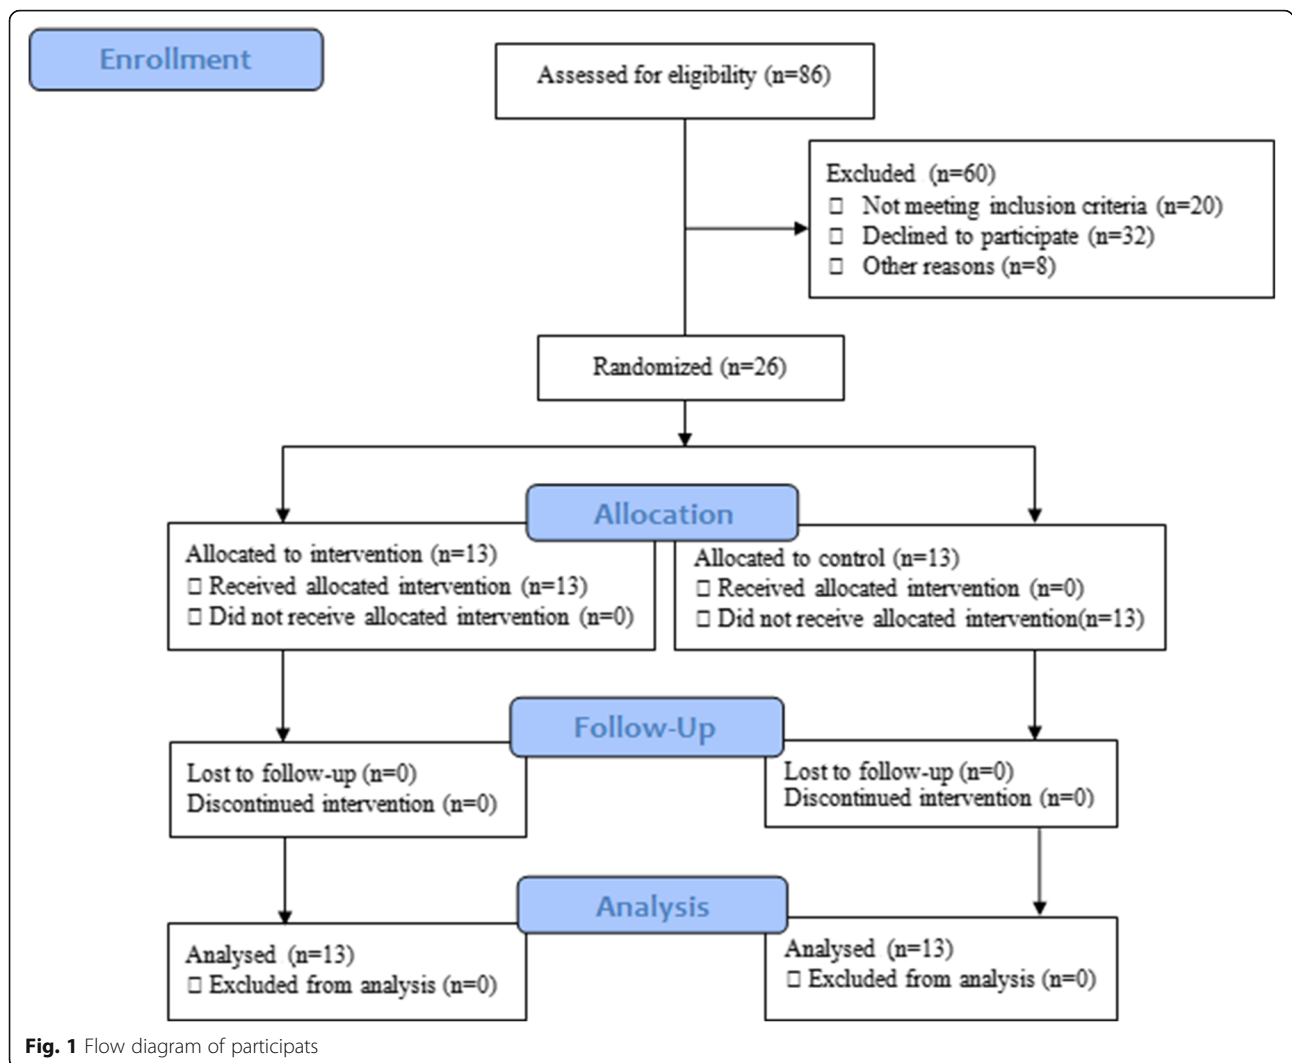 Enrollment
Assessed for eligibility (n=86)
Excluded (n=60)
□ Not meeting inclusion criteria (n=20)
□ Declined to participate (n=32)
□ Other reasons (n=8)
Randomized (n=26)
Allocation
Allocated to intervention (n=13)
□ Received allocated intervention (n=13)
□ Did not receive allocated intervention (n=0)
Allocated to control (n=13)
□ Received allocated intervention (n=0)
□ Did not receive allocated intervention(n=13)
Follow-Up
Lost to follow-up (n=0)
Discontinued intervention (n=0)
Lost to follow-up (n=0)
Discontinued intervention (n=0)
Analysis
Analysed (n=13)
□ Excluded from analysis (n=0)
Analysed (n=13)
□ Excluded from analysis (n=0)
Fig. 1 Flow diagram of participats